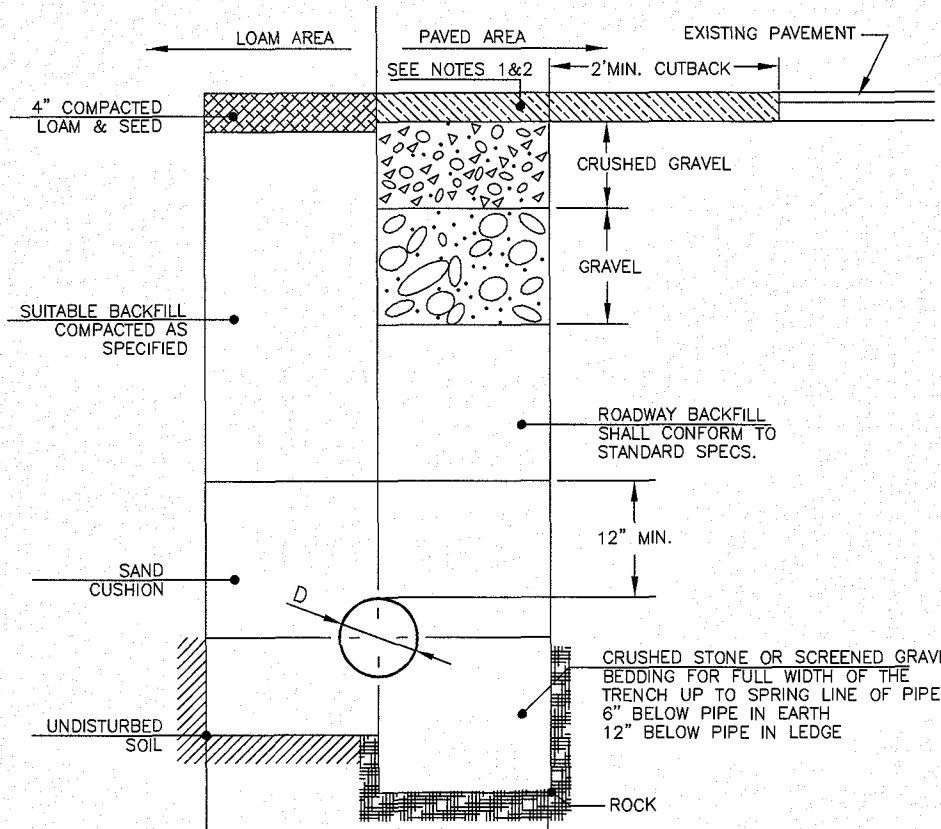 LOAM AREA
PAVED AREA
EXISTING PAVEMENT
SEE NOTES 1&2
2'MIN. CUTBACK
4" COMPACTED
LOAM & SEED
CRUSHED GRAVEL
GRAVEL
SUITABLE BACKFILL
COMPACTED AS
SPECIFIED
ROADWAY BACKFILL
SHALL CONFORM TO
STANDARD SPECS.
12" MIN.
SAND
CUSHION
D
CRUSHED STONE OR SCREENED GRAVE
BEDDING FOR FULL WIDTH OF THE
TRENCH UP TO SPRING LINE OF PIPE
6" BELOW PIPE IN EARTH
12" BELOW PIPE IN LEDGE
UNDISTURBED
SOIL
ROCK